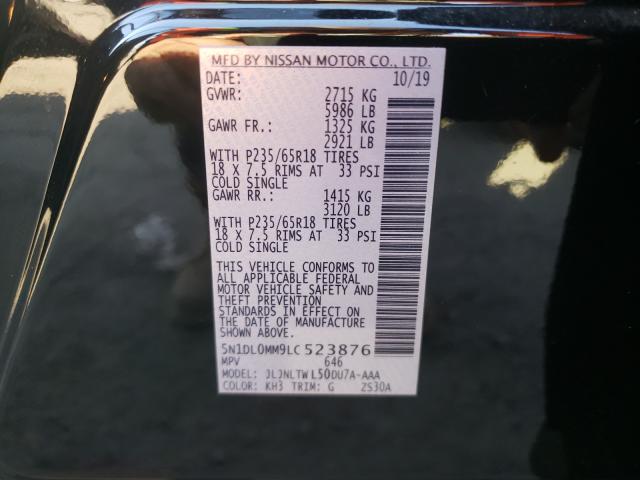 MFD BY NISSAN MOTOR CO., LTD.
DATE: 10/19
GVWR: 2715 KG
5986 LB
GAWR FR.: 1325 KG
2921 LB
WITH P235/65R18 TIRES
18 X 7.5 RIMS AT 33 PSI
COLD SINGLE
GAWR RR.: 1415 KG
3120 LB
WITH P235/65R18 TIRES
18 X 7.5 RIMS AT 33 PSI
COLD SINGLE
THIS VEHICLE CONFORMS TO
ALL APPLICABLE FEDERAL
MOTOR VEHICLE SAFETY AND
THEFT PREVENTION
STANDARDS IN EFFECT ON
THE DATE OF MANUFACTURE
SHOWN ABOVE.
5N1DL0MM9LC523876
MPV 646
MODEL: JLJNLTWL50DU7A-AAA
COLOR: KH3 TRIM: G ZS30A